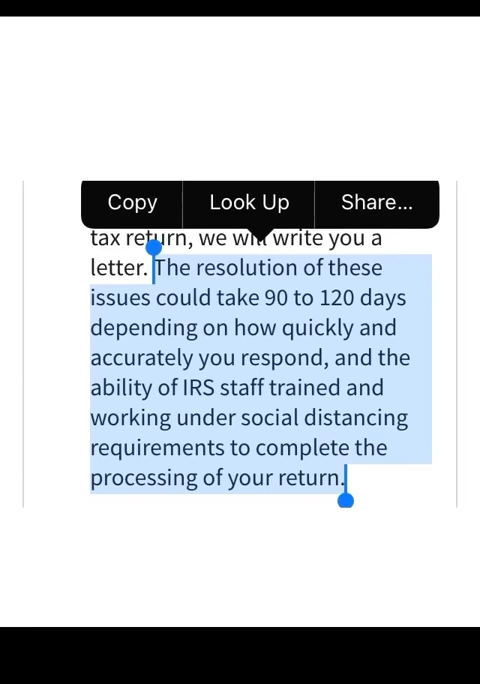 Copy Look Up Share...
tax return, we will write you a
letter. The resolution of these
issues could take 90 to 120 days
depending on how quickly and
accurately you respond, and the
ability of IRS staff trained and
working under social distancing
requirements to complete the
processing of your return.